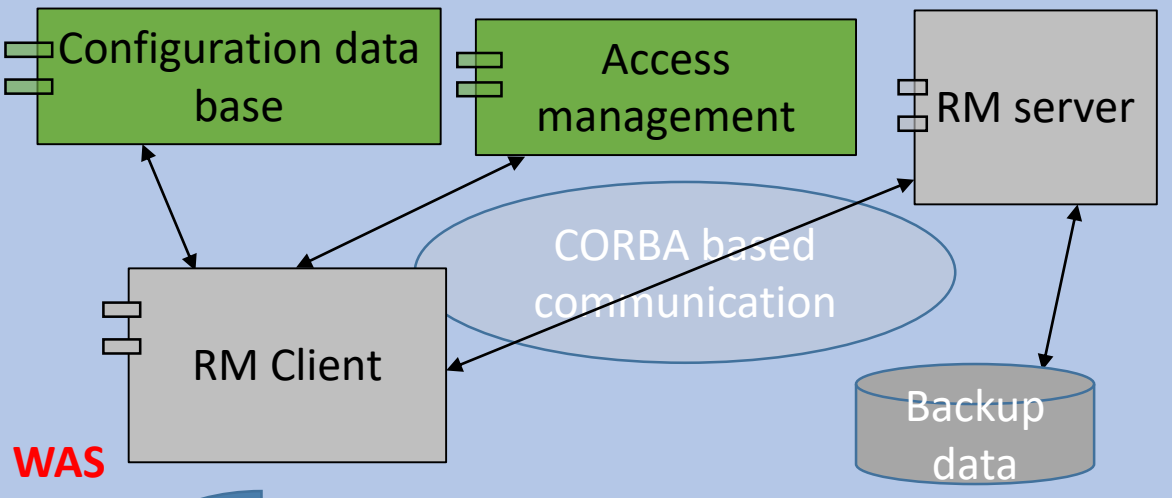 Configuration data
base
Access
management
RM server
CORBA based
communication
RM Client
Backup
data
WAS